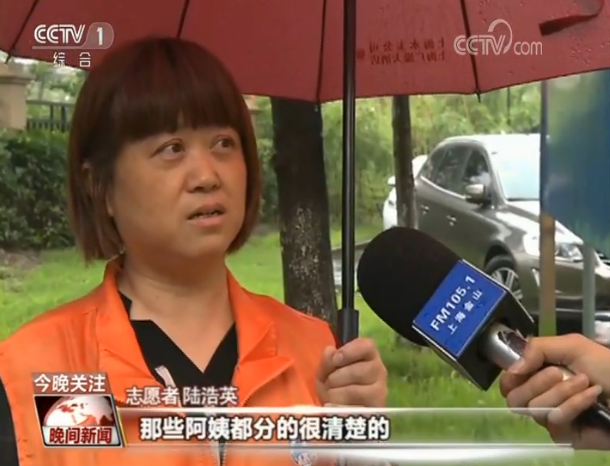 CCTV 1
综合
CCTV.com
FM105.1
上海金山
今晚关注
志愿者 陆浩英
晚间新闻
那些阿姨都分的很清楚的